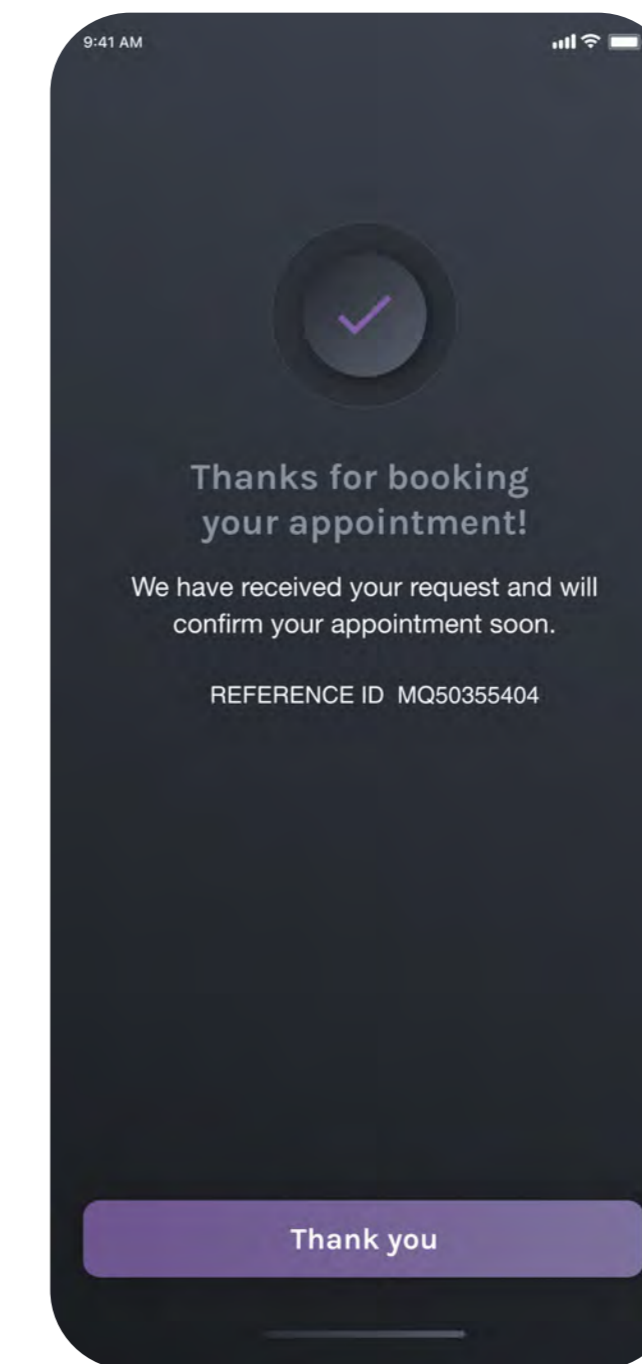 9:41 AM
Thanks for booking
your appointment!
We have received your request and will
confirm your appointment soon.
REFERENCE ID MQ50355404
Thank you